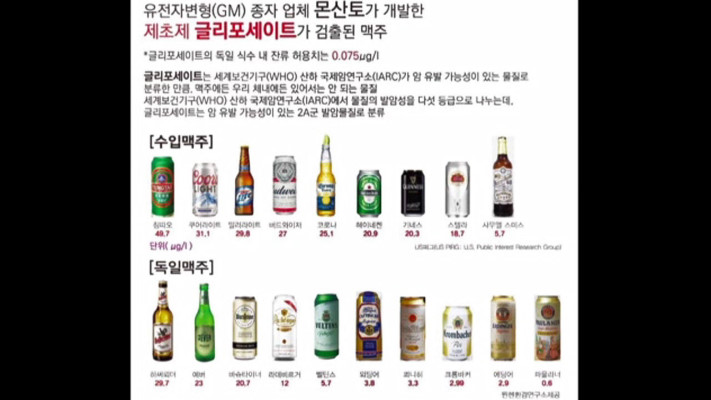 유전자변형(GM) 종자 업체 몬산토가 개발한
제초제 글리포세이트가 검출된 맥주
*글리포세이트의 독일 식수 내 잔류 허용치는 0.075μg/l
글리포세이트는 세계보건기구(WHO) 산하 국제암연구소(IARC)가 암 유발 가능성이 있는 물질로
분류한 만큼, 맥주에든 우리 체내에든 있어서는 안 되는 물질
세계보건기구(WHO) 산하 국제암연구소(IARC)에서 물질의 발암성을 다섯 등급으로 나누는데,
글리포세이트는 암 유발 가능성이 있는 2A군 발암물질로 분류
[수입맥주]
칭따오 쿠어라이트 밀러라이트 버드와이저 코로나 하이네켄 기네스 스텔라 사무엘 스미스
49.7 31.1 29.8 27 25.1 20.9 20.3 18.7 5.7
단위( μg/l )
US PIRG: U.S. Public Interest Research Group)
[독일맥주]
예버 바슈타이너 라데베르거 벨틴스 외팅어 쾨니히 크롬바커 에딩어 파울라너
29.7 23 20.7 12 5.7 3.8 3.3 2.99 2.9 0.6
뮌헨환경연구소제공